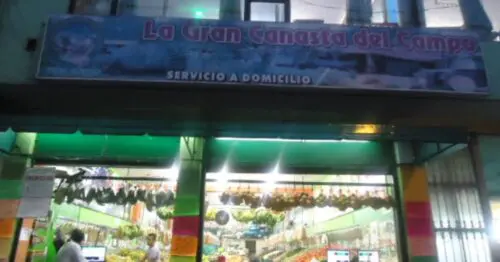 La Gran Canasta del Campo
SERVICIO A DOMICILIO